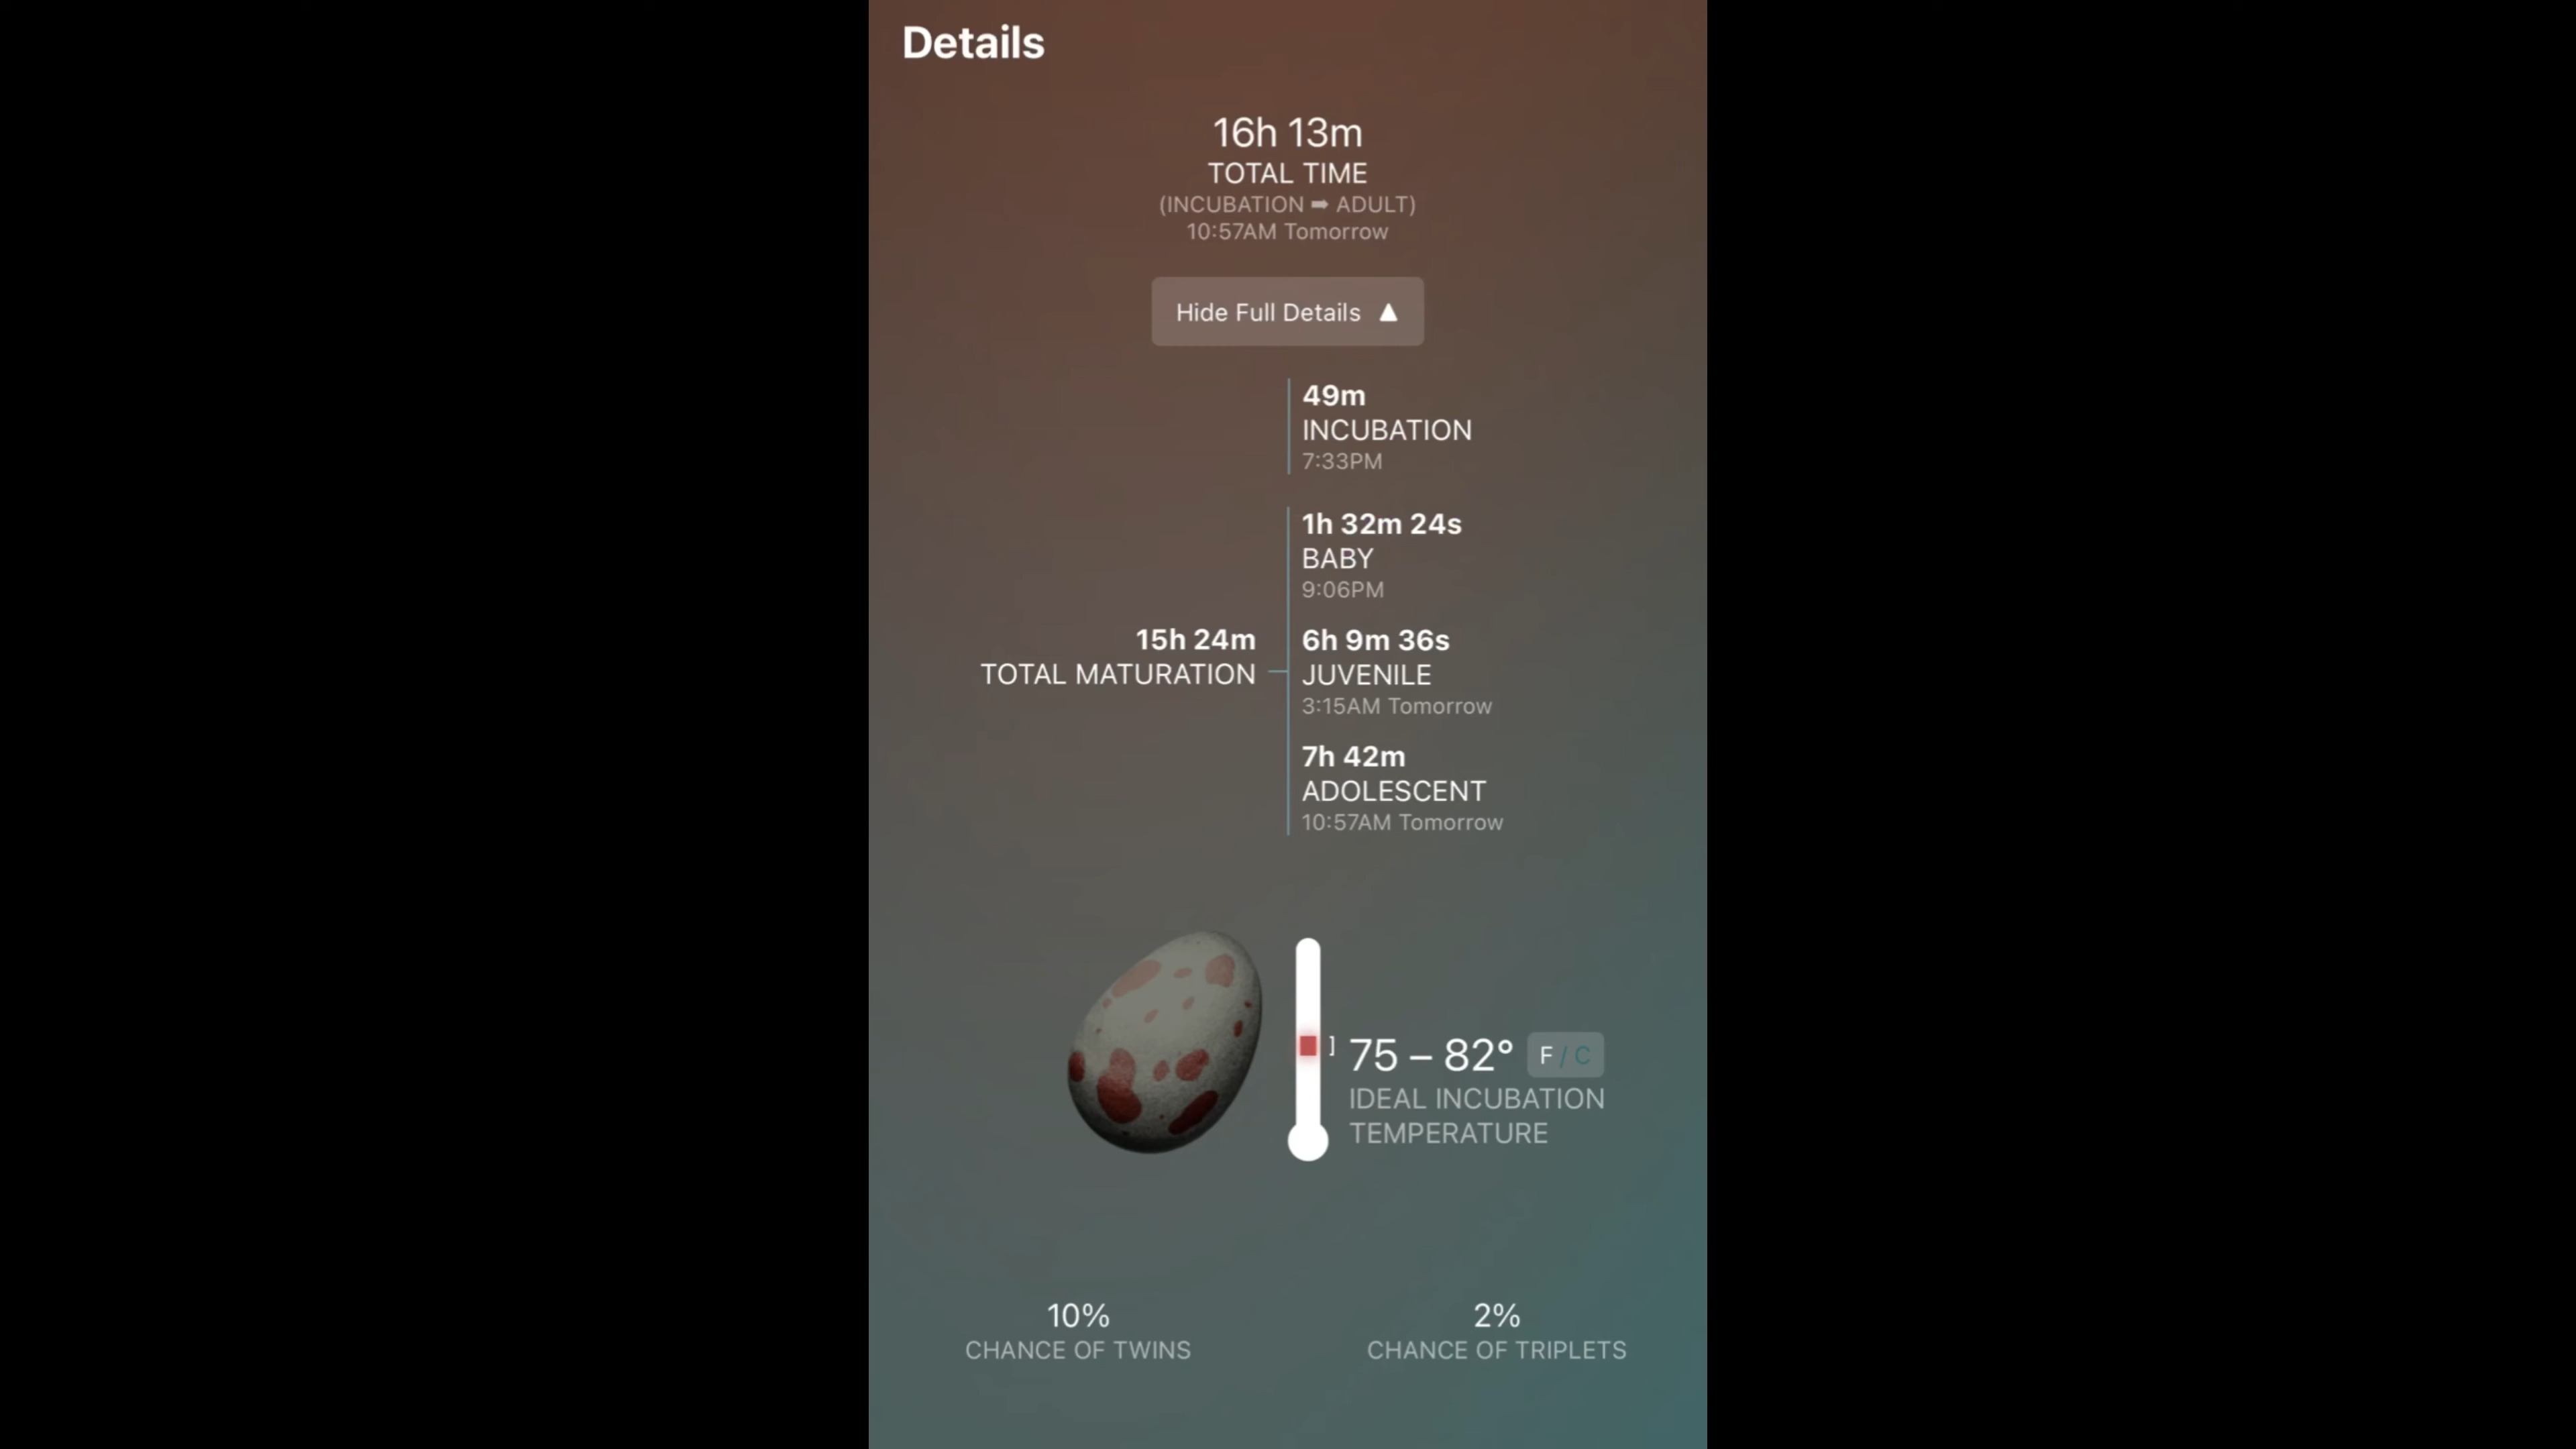 Details
16h 13m
TOTAL TIME
(INCUBATION ➡ ADULT)
10:57AM Tomorrow
Hide Full Details ▲
49m
INCUBATION
7:33PM
1h 32m 24s
BABY
9:06PM
15h 24m
TOTAL MATURATION
6h 9m 36s
JUVENILE
3:15AM Tomorrow
7h 42m
ADOLESCENT
10:57AM Tomorrow
] 75 – 82° F / C
IDEAL INCUBATION
TEMPERATURE
10%
CHANCE OF TWINS
2%
CHANCE OF TRIPLETS